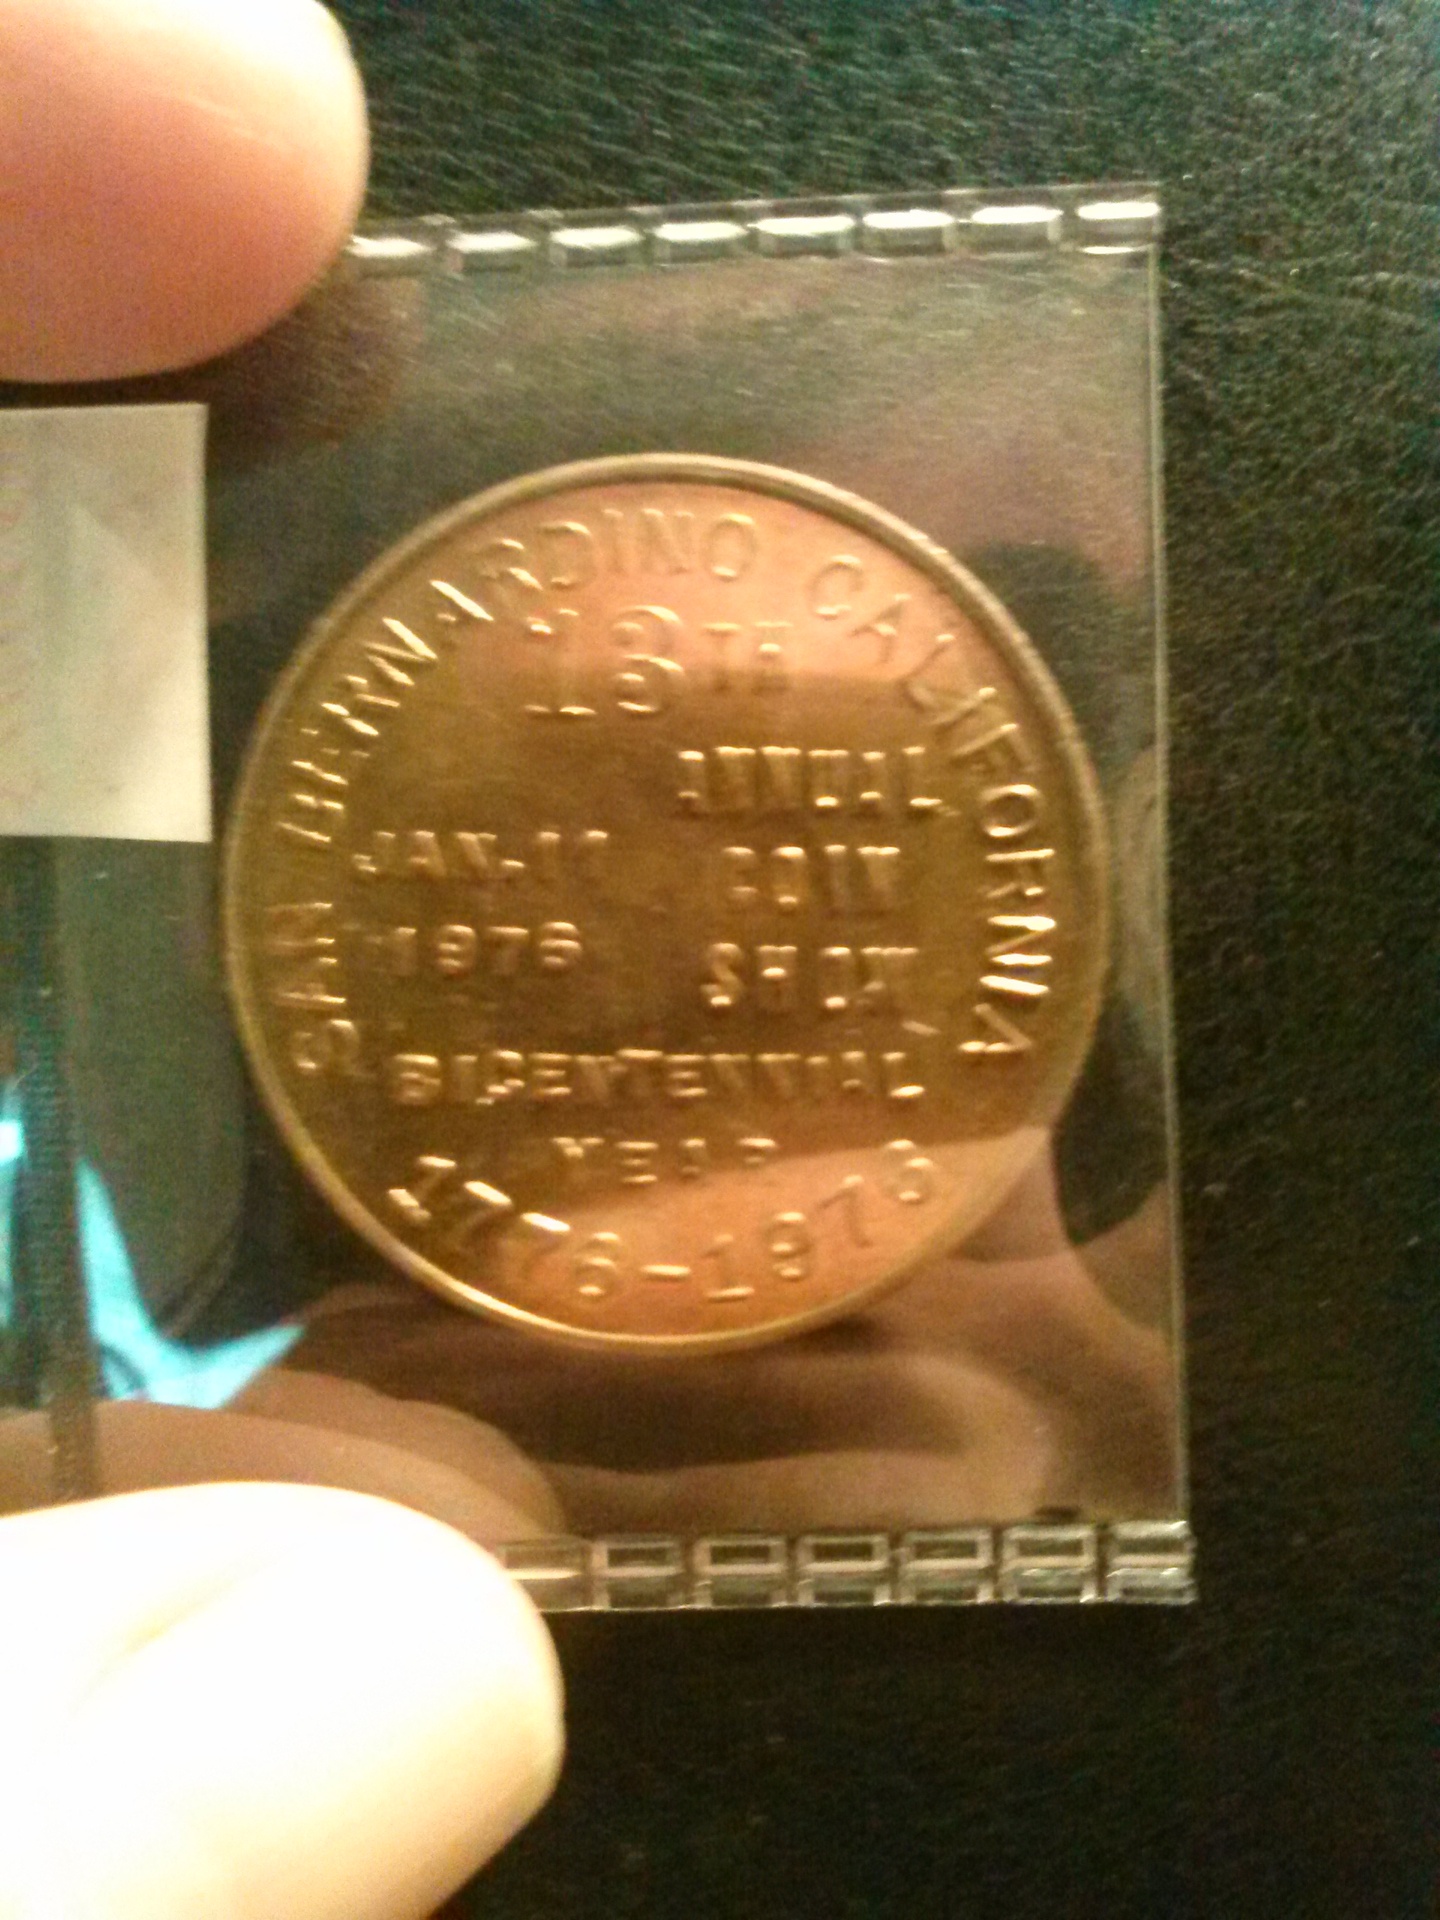 SAN BERNARDINO CALIFORNIA
13TH
ANNUAL
COIN
SHOW
JAN. 11
1976
BICENTENNIAL
YEAR
1776-1976